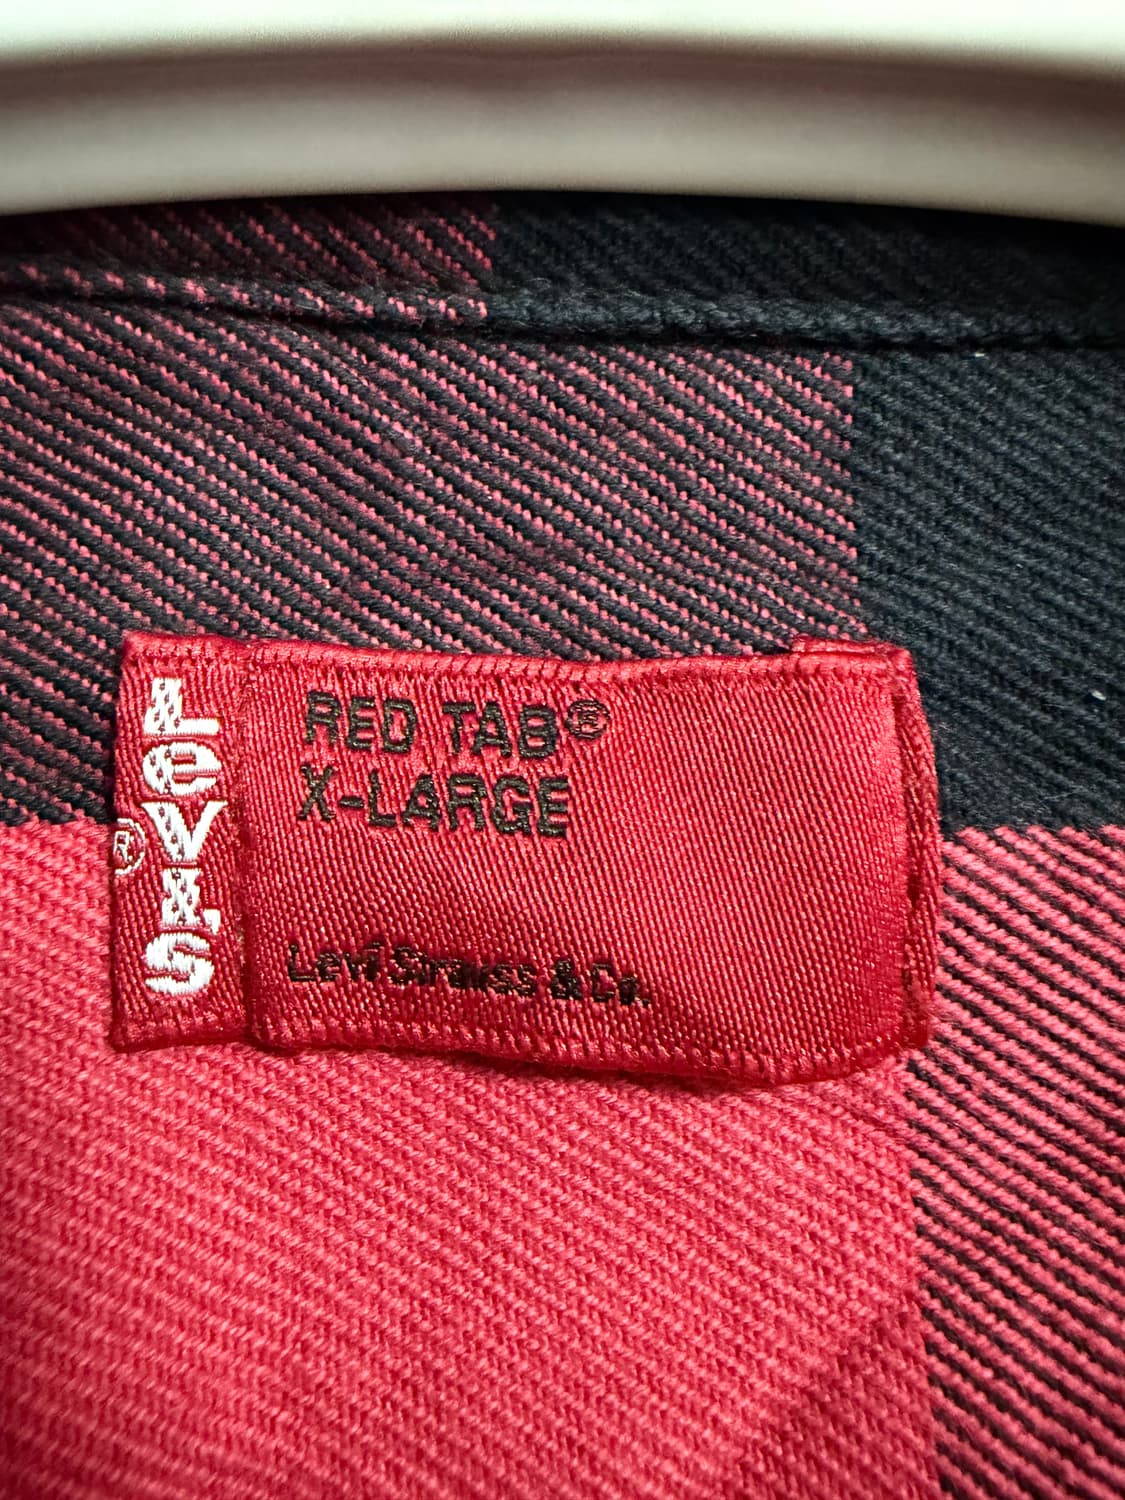 LEVI'S
®
RED TAB®
X-LARGE
Levi Strauss & Co.